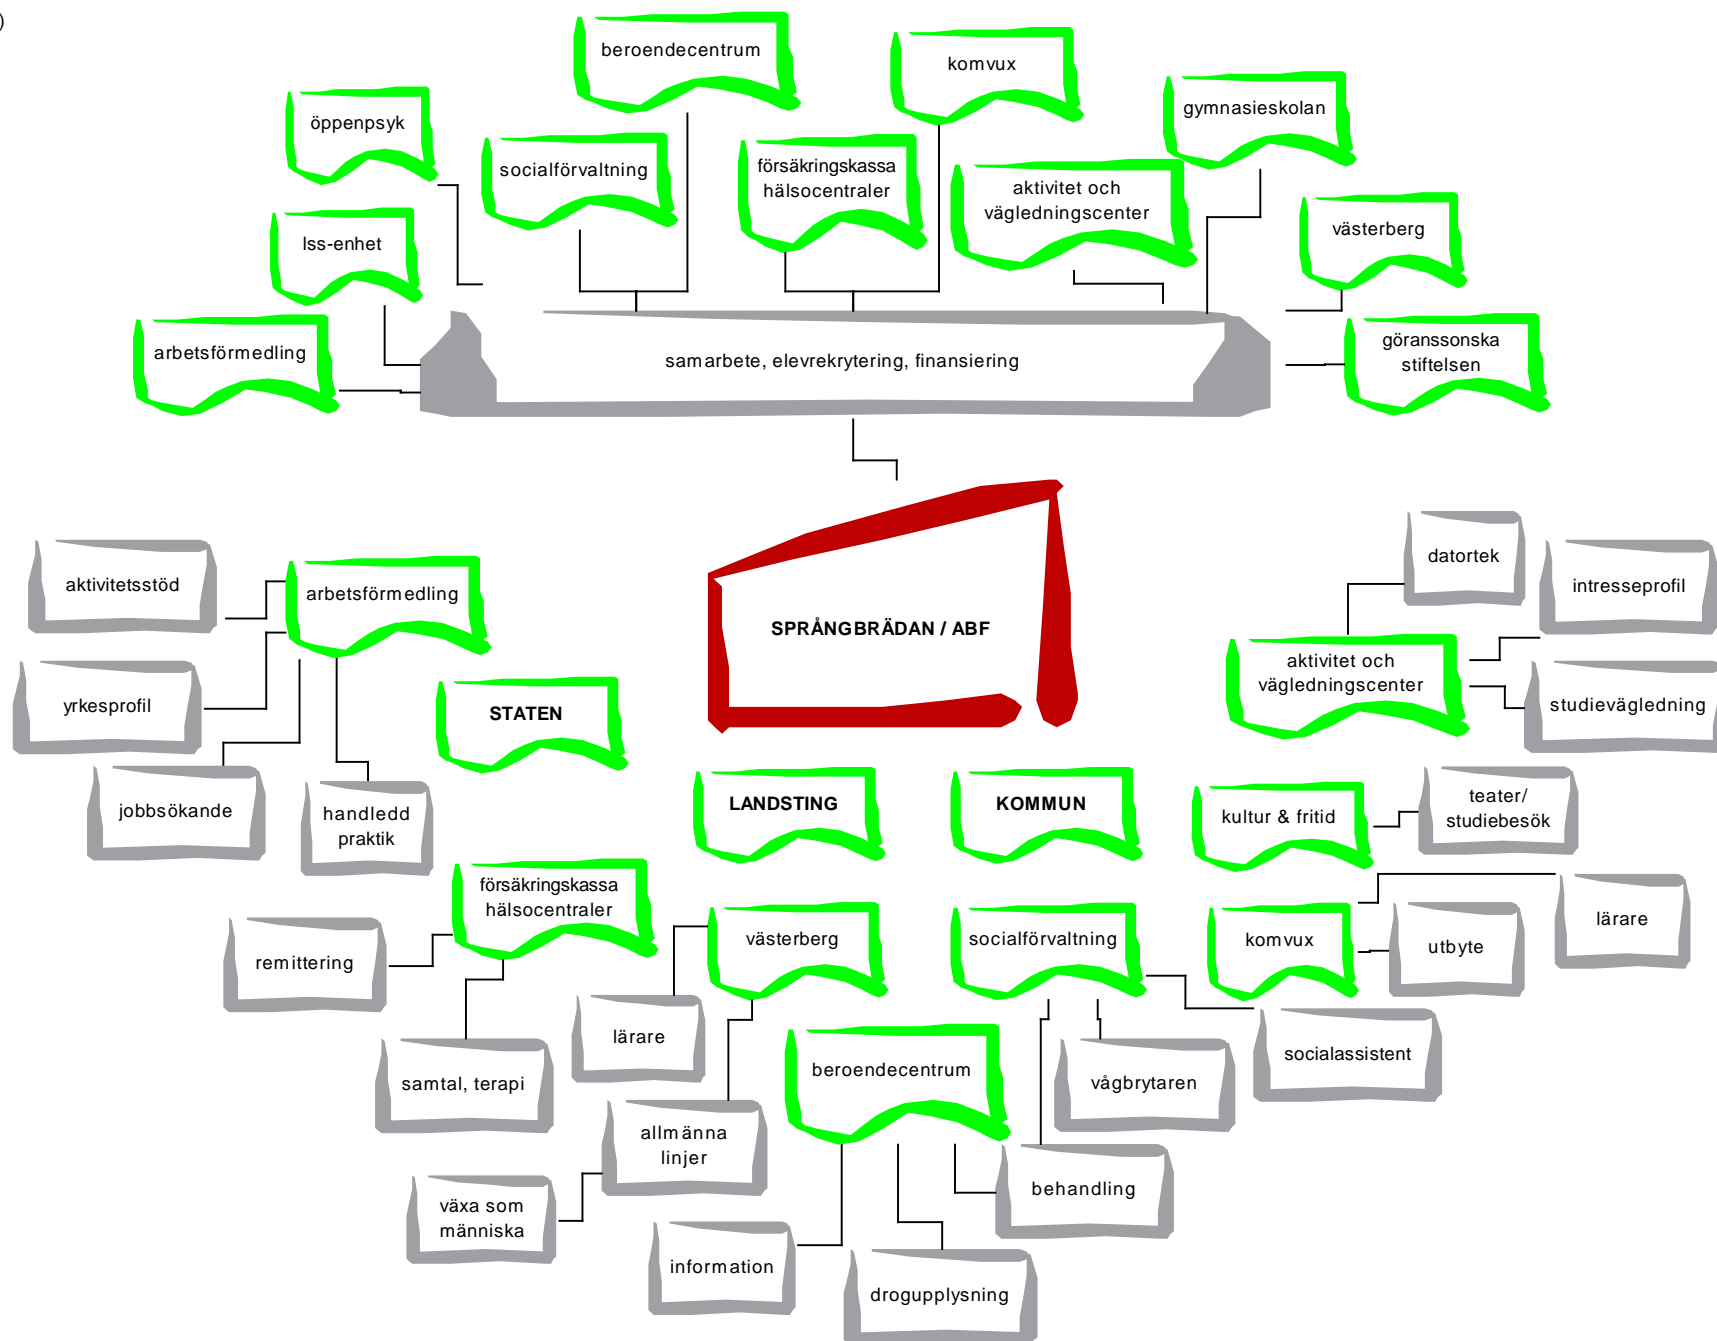 )
beroendecentrum
komvux
gymnasieskolan
öppenpsyk
socialförvaltning
försäkringskassa
hälsocentraler
aktivitet och
vägledningscenter
västerberg
lss-enhet
arbetsförmedling
samarbete, elevrekrytering, finansiering
göranssonska
stiftelsen
SPRÅNGBRÄDAN / ABF
aktivitetsstöd
arbetsförmedling
datortek
intresseprofil
aktivitet och
vägledningscenter
yrkesprofil
STATEN
studievägledning
jobbsökande
handledd
praktik
LANDSTING
KOMMUN
kultur & fritid
teater/
studiebesök
försäkringskassa
hälsocentraler
remittering
västerberg
socialförvaltning
komvux
utbyte
lärare
samtal, terapi
lärare
beroendecentrum
vågbrytaren
socialassistent
allmänna
linjer
växa som
människa
behandling
information
drogupplysning